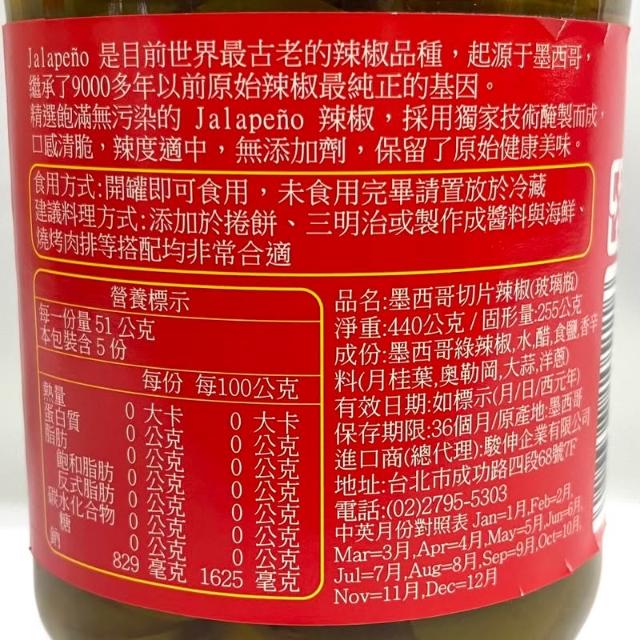 Jalapeño 是目前世界最古老的辣椒品種，起源于墨西哥，
繼承了9000多年以前原始辣椒最純正的基因。
精選飽滿無污染的 Jalapeño 辣椒，採用獨家技術醃製而成，
口感清脆，辣度適中，無添加劑，保留了原始健康美味。
食用方式:開罐即可食用，未食用完畢請置放於冷藏
建議料理方式:添加於捲餅、三明治或製作成醬料與海鮮、
燒烤肉排等搭配均非常合適
營養標示
每一份量 51 公克
本包裝含 5 份
每份 每100公克
熱量 0 大卡 0 大卡
蛋白質 0 公克 0 公克
脂肪 0 公克 0 公克
飽和脂肪 0 公克 0 公克
反式脂肪 0 公克 0 公克
碳水化合物 0 公克 0 公克
糖 0 公克 0 公克
鈉 829 毫克 1625 毫克
品名:墨西哥切片辣椒(玻璃瓶)
淨重:440公克/固形量:255公克
成份:墨西哥綠辣椒,水,醋,食鹽,香辛
料(月桂葉,奧勒岡,大蒜,洋蔥)
有效日期:如標示(月/日/西元年)
保存期限:36個月/原產地:墨西哥
進口商(總代理):駿伸企業有限公司
地址:台北市成功路四段68號7F
電話:(02)2795-5303
中英月份對照表 Jan=1月,Feb=2月,
Mar=3月,Apr=4月,May=5月,Jun=6月,
Jul=7月,Aug=8月,Sep=9月,Oct=10月,
Nov=11月,Dec=12月